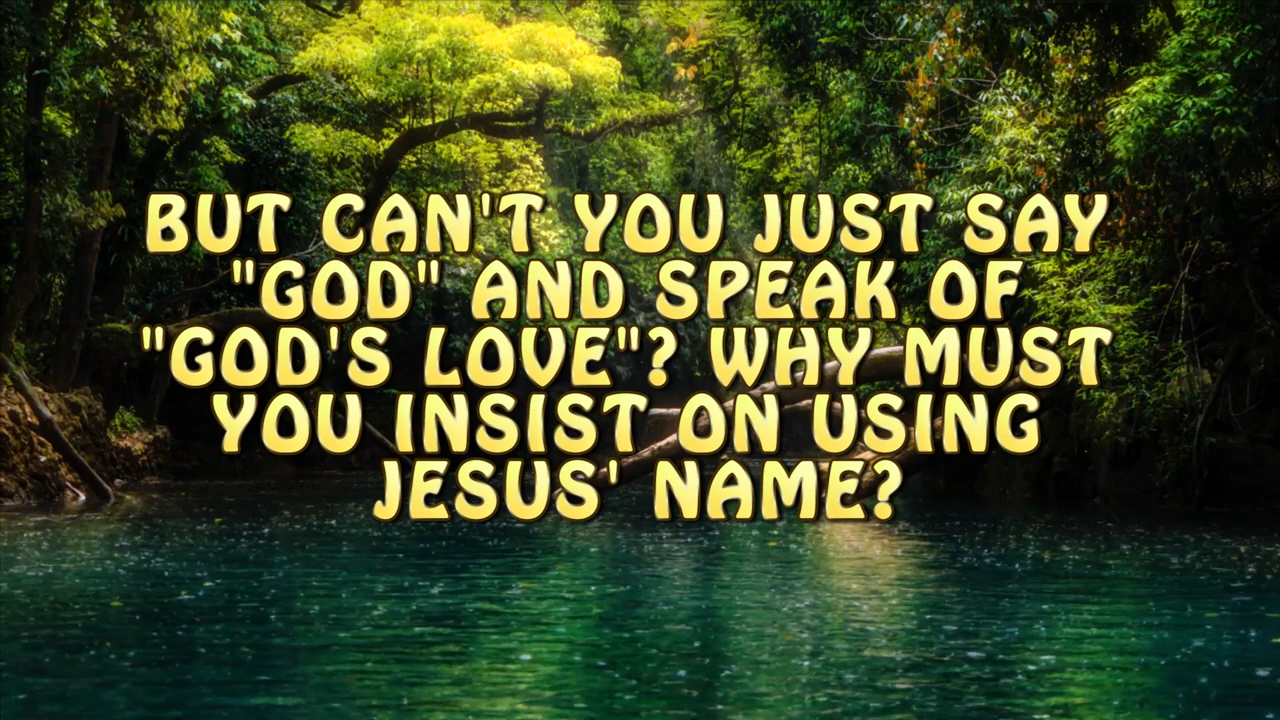 BUT CAN'T YOU JUST SAY
"GOD" AND SPEAK OF
"GOD'S LOVE"? WHY MUST
YOU INSIST ON USING
JESUS' NAME?